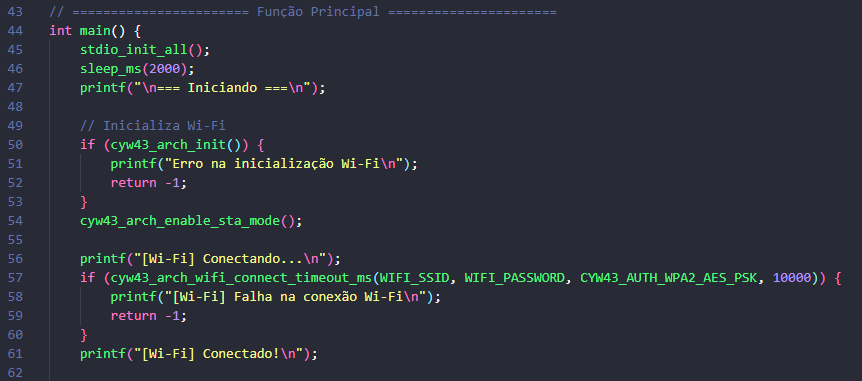 43 // ======================= Função Principal ======================
44 int main() {
45 stdio_init_all();
46 sleep_ms(2000);
47 printf("\n=== Iniciando ===\n");
48
49 // Inicializa Wi-Fi
50 if (cyw43_arch_init()) {
51 printf("Erro na inicialização Wi-Fi\n");
52 return -1;
53 }
54 cyw43_arch_enable_sta_mode();
55
56 printf("[Wi-Fi] Conectando...\n");
57 if (cyw43_arch_wifi_connect_timeout_ms(WIFI_SSID, WIFI_PASSWORD, CYW43_AUTH_WPA2_AES_PSK, 10000)) {
58 printf("[Wi-Fi] Falha na conexão Wi-Fi\n");
59 return -1;
60 }
61 printf("[Wi-Fi] Conectado!\n");
62